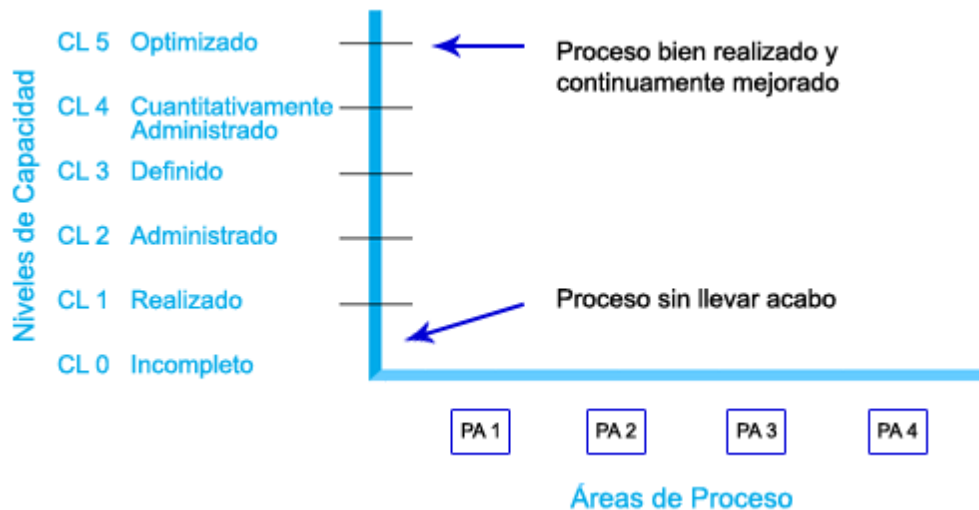 Niveles de Capacidad
CL 5 Optimizado
CL 4 Cuantitativamente
Administrado
CL 3 Definido
CL 2 Administrado
CL 1 Realizado
CL 0 Incompleto
Proceso bien realizado y
continuamente mejorado
Proceso sin llevar acabo
PA 1 PA 2 PA 3 PA 4
Áreas de Proceso